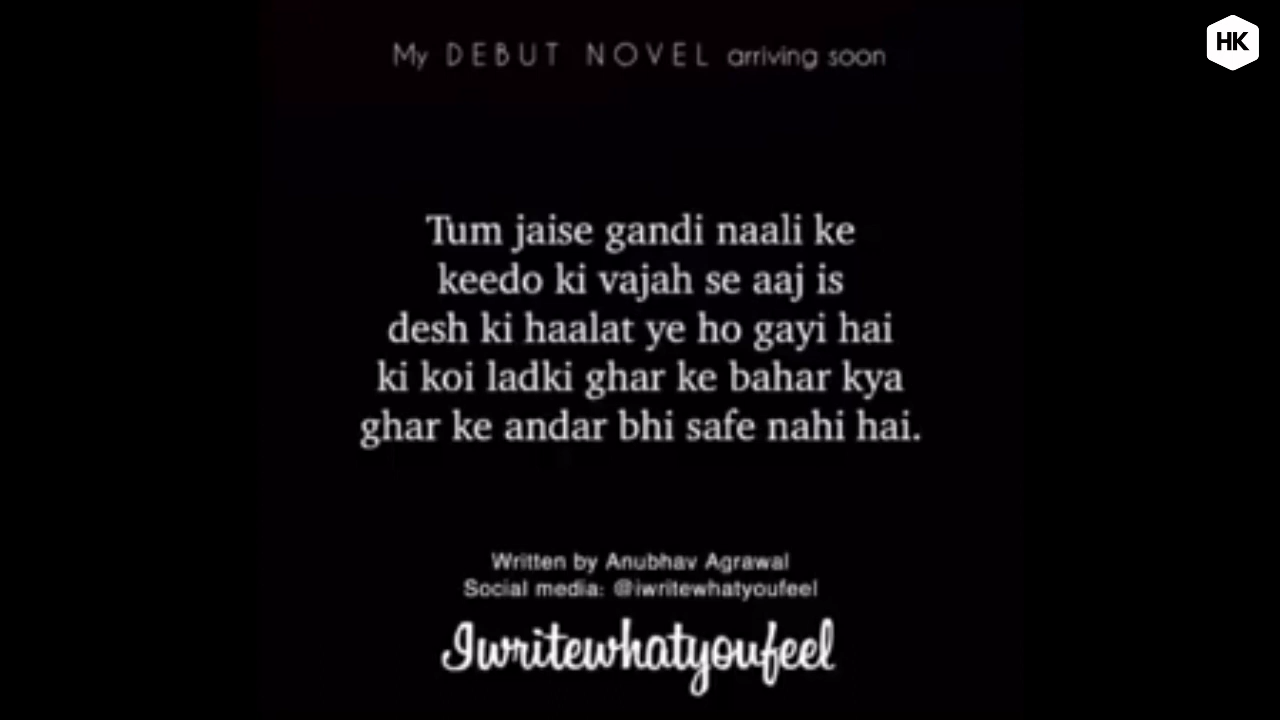 HK
My DEBUT NOVEL arriving soon
Tum jaise gandi naali ke
keedo ki vajah se aaj is
desh ki haalat ye ho gayi hai
ki koi ladki ghar ke bahar kya
ghar ke andar bhi safe nahi hai.
Written by Anubhav Agrawal
Social media: @iwritewhatyoufeel
Iwritewhatyoufeel